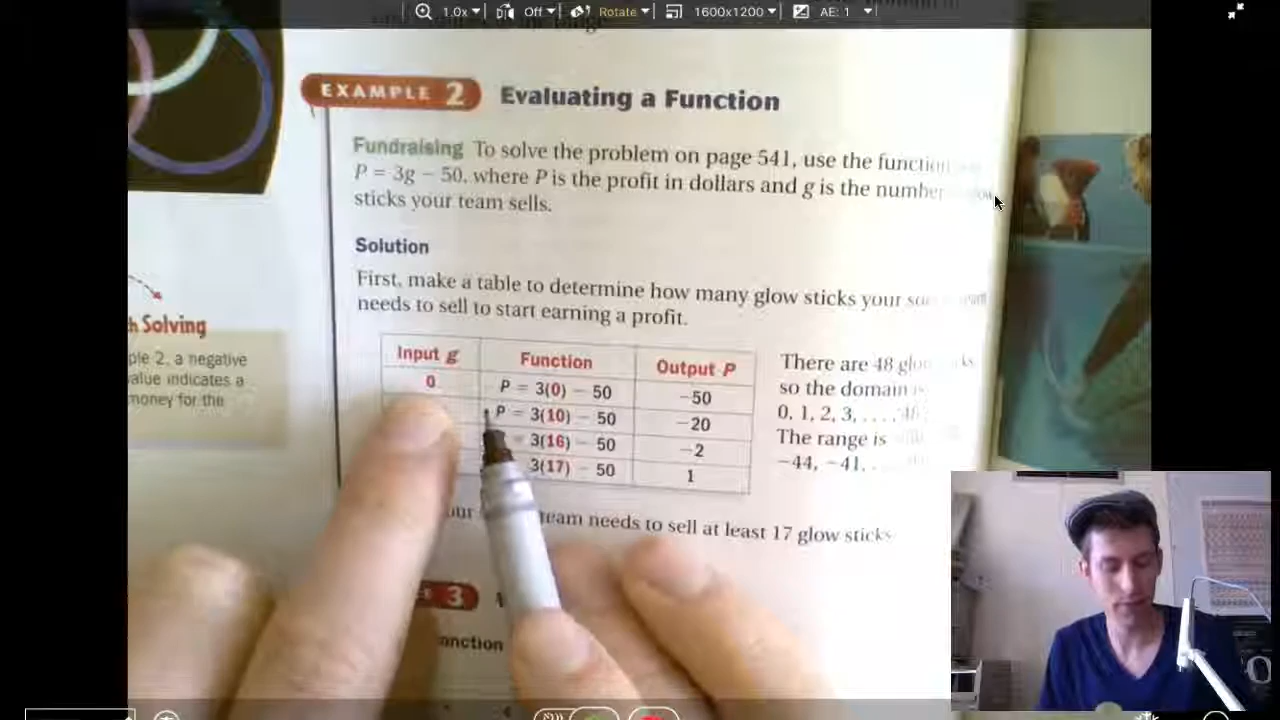 1.0x
Off
Rotate
1600x1200
AE: 1
EXAMPLE 2 Evaluating a Function
Fundraising To solve the problem on page 541, use the function
P = 3g − 50, where P is the profit in dollars and g is the number
sticks your team sells.
Solution
First, make a table to determine how many glow sticks your
needs to sell to start earning a profit.
Solving
2, a negative
value indicates a
money for the
Input g Function Output P
0 P = 3(0) − 50 −50
P = 3(10) − 50 −20
= 3(16) − 50 −2
3(17) − 50 1
There are 48
so the domain is
0, 1, 2, 3, . . . ,
The range is
−44, −41, .
team needs to sell at least 17 glow sticks
3